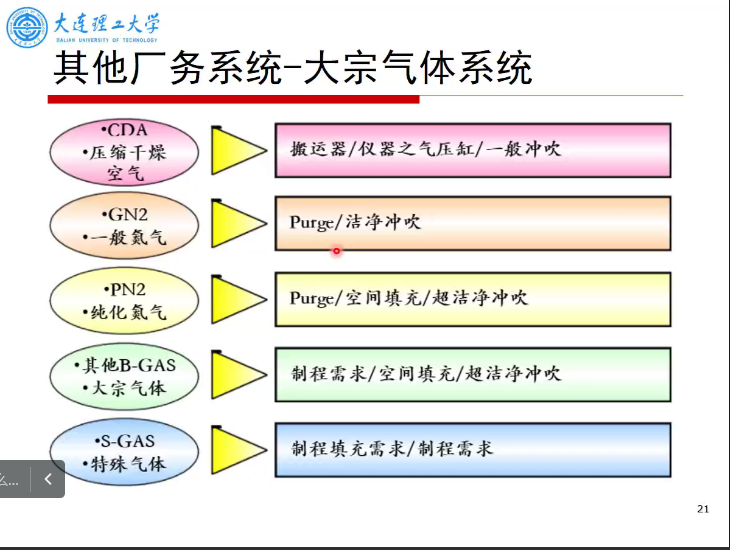 大连理工大学
DALIAN UNIVERSITY OF TECHNOLOGY
其他厂务系统-大宗气体系统
•CDA
•压缩干燥
空气
搬运器/仪器之气压缸/一般冲吹
•GN2
•一般氮气
Purge/洁净冲吹
•PN2
•纯化氮气
Purge/空间填充/超洁净冲吹
•其他B-GAS
•大宗气体
制程需求/空间填充/超洁净冲吹
•S-GAS
•特殊气体
制程填充需求/制程需求
么...
21